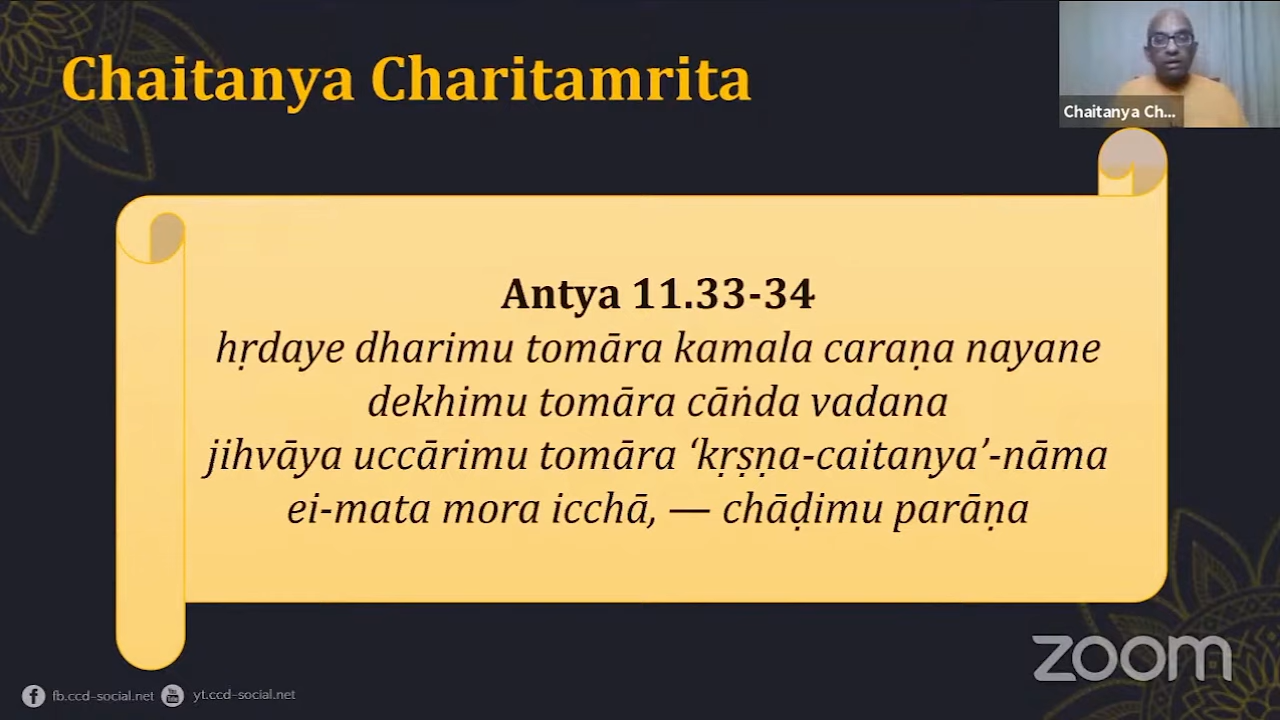 Chaitanya Charitamrita
Chaitanya Ch...
Antya 11.33-34
hṛdaye dharimu tomāra kamala caraṇa nayane
dekhimu tomāra cāṅda vadana
jihvāya uccārimu tomāra ‘kṛṣṇa-caitanya’-nāma
ei-mata mora icchā, — chāḍimu parāṇa
zoom
fb.ccd-social.net yt.ccd-social.net